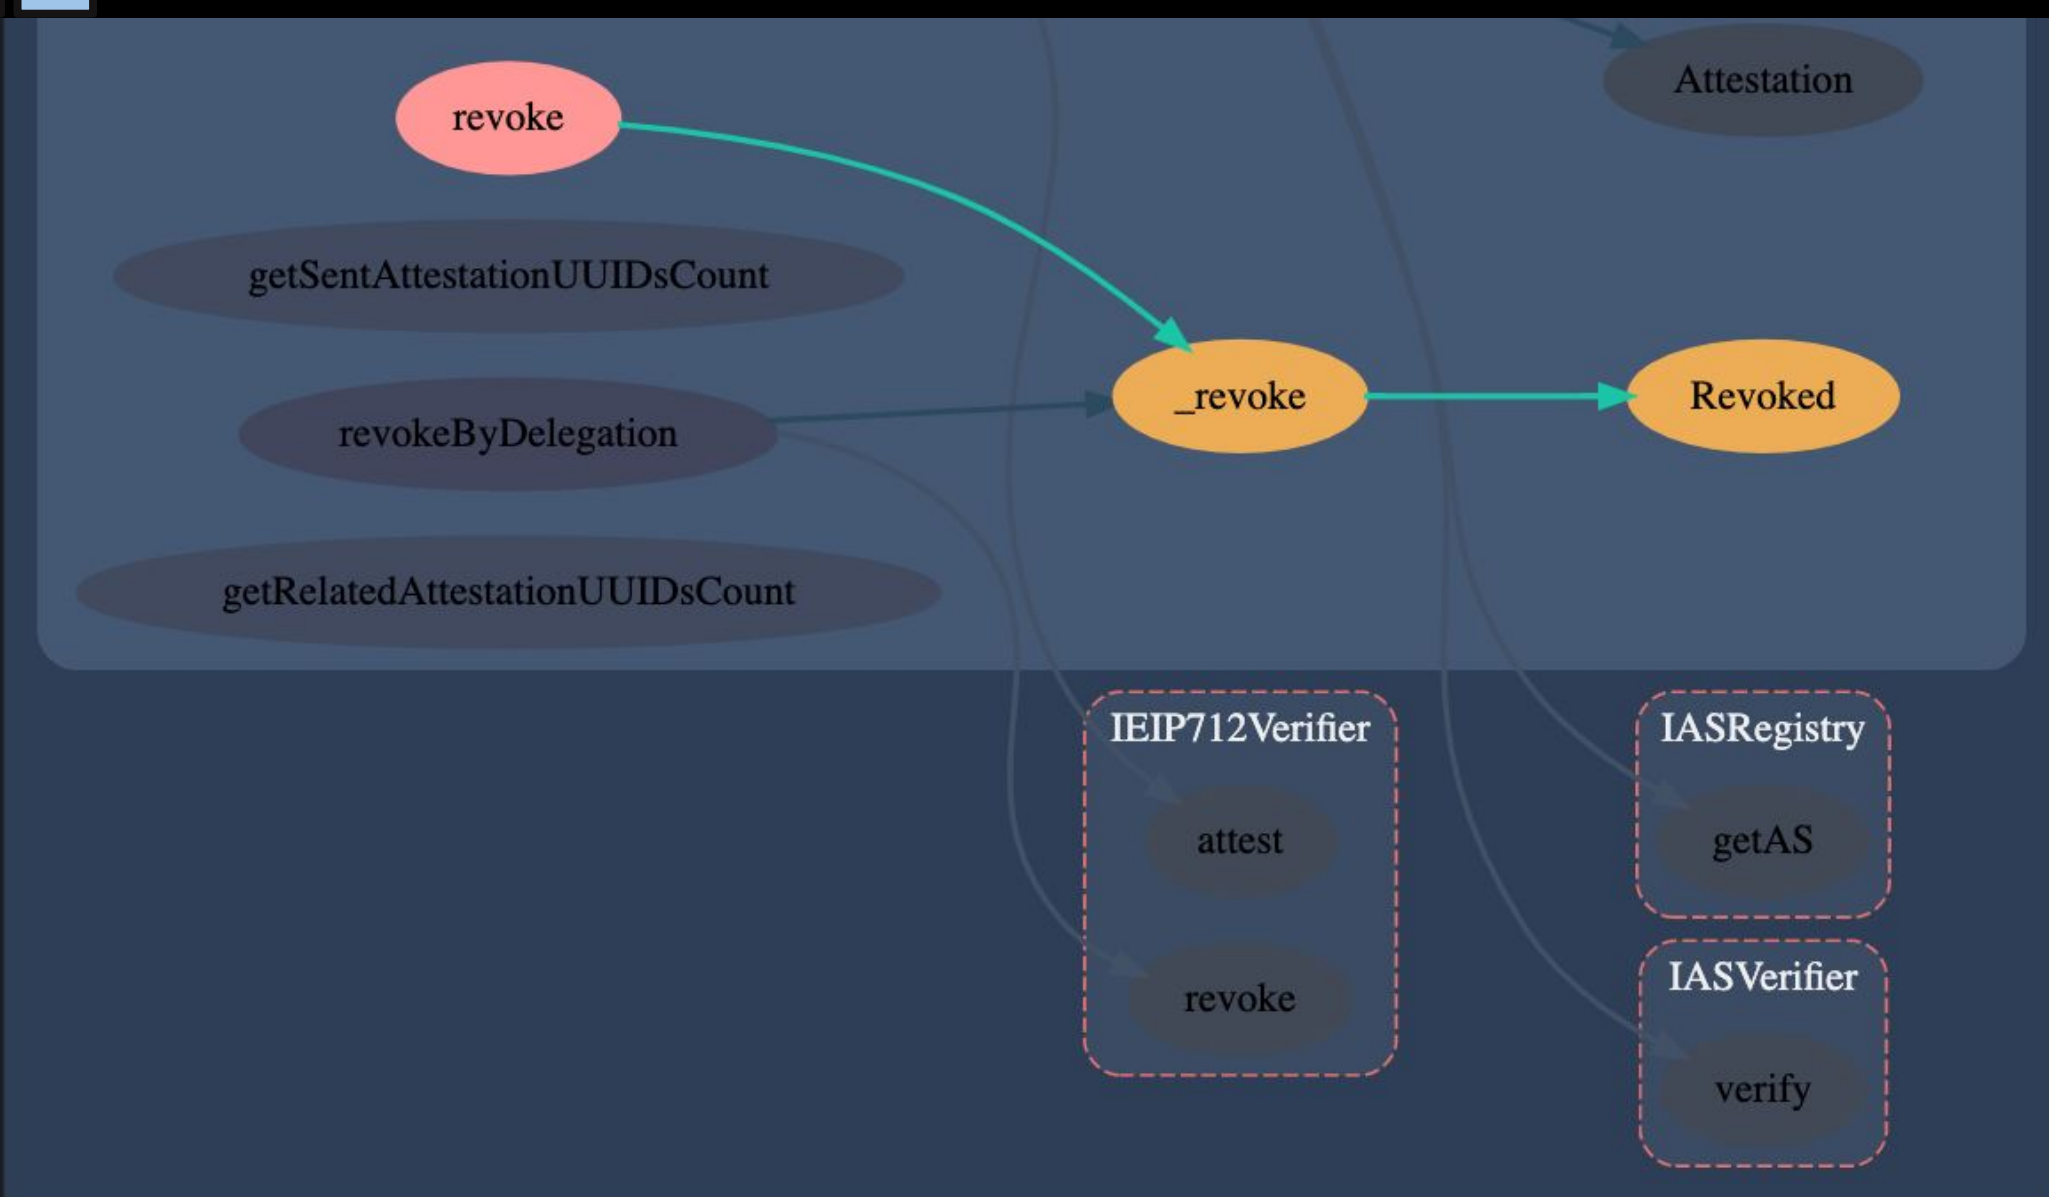 Attestation
revoke
getSentAttestationUUIDsCount
_revoke
Revoked
revokeByDelegation
getRelatedAttestationUUIDsCount
IEIP712Verifier
attest
revoke
IASRegistry
getAS
IASVerifier
verify